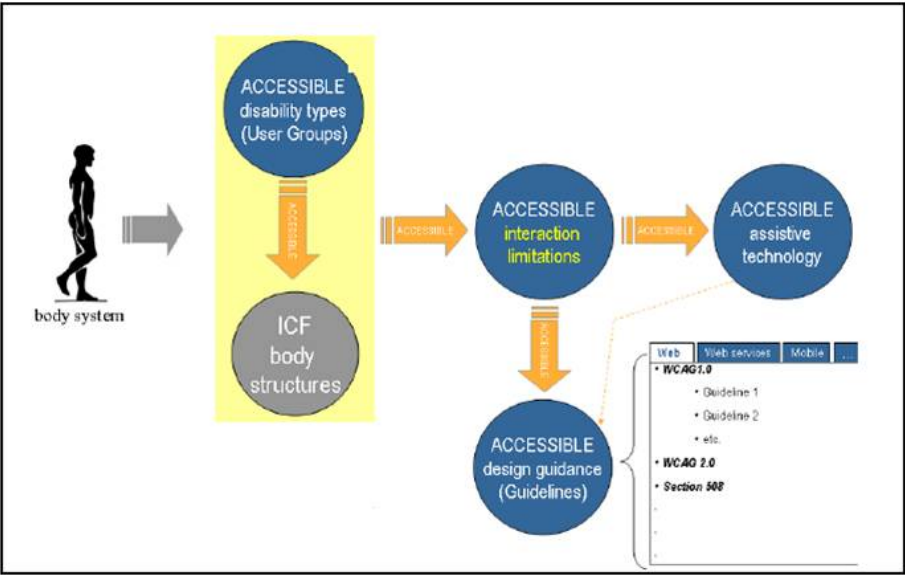 ACCESSIBLE
disability types
(User Groups)
ACCESSIBLE
ICF
body
structures
body system
ACCESSIBLE
ACCESSIBLE
interaction
limitations
ACCESSIBLE
ACCESSIBLE
assistive
technology
ACCESSIBLE
ACCESSIBLE
design guidance
(Guidelines)
Web Web services Mobile ...
• WCAG1.0
• Guideline 1
• Guideline 2
• etc.
• WCAG 2.0
• Section 508
.
.
.